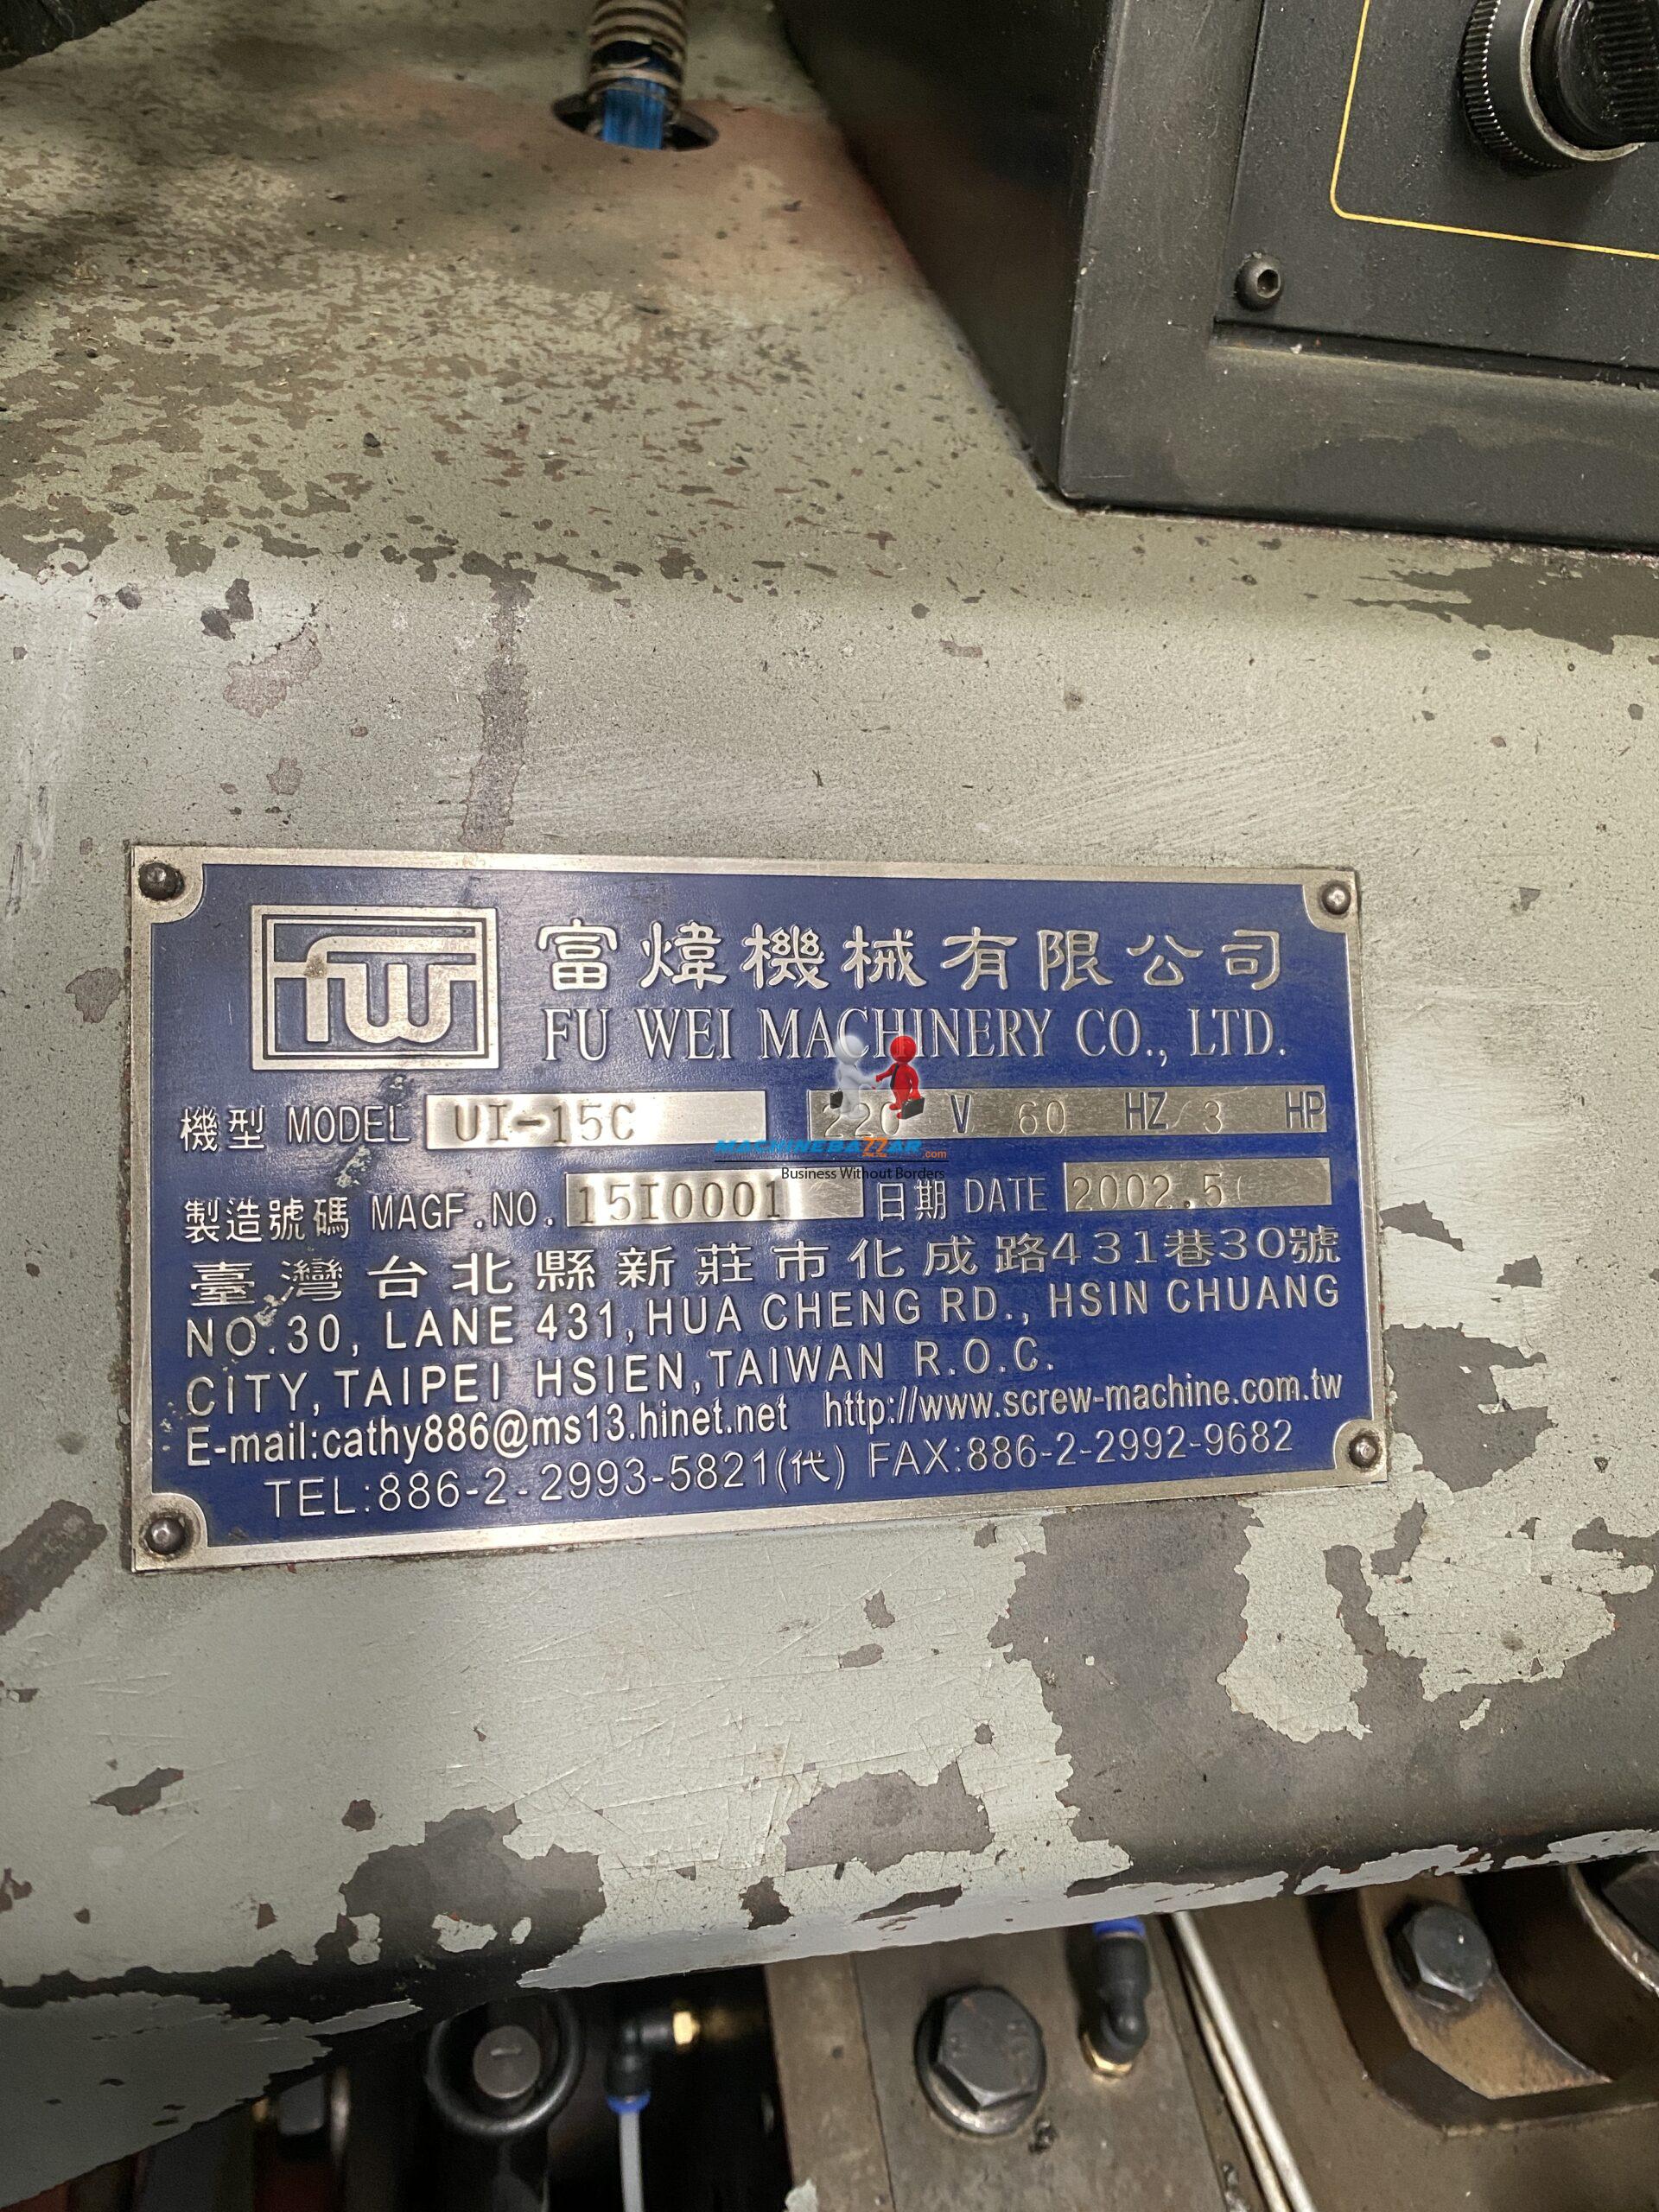 fw
富煒機械有限公司
FU WEI MACHINERY CO., LTD.
機型 MODEL UI-15C 220 V 60 HZ 3 HP
MACHINEBAZZAR.com
Business Without Borders
製造號碼 MAGF.NO. 15I0001 日期 DATE 2002.5
臺灣台北縣新莊市化成路431巷30號
NO.30, LANE 431,HUA CHENG RD., HSIN CHUANG
CITY,TAIPEI HSIEN,TAIWAN R.O.C.
E-mail:cathy886@ms13.hinet.net http://www.screw-machine.com.tw
TEL:886-2-2993-5821(代) FAX:886-2-2992-9682